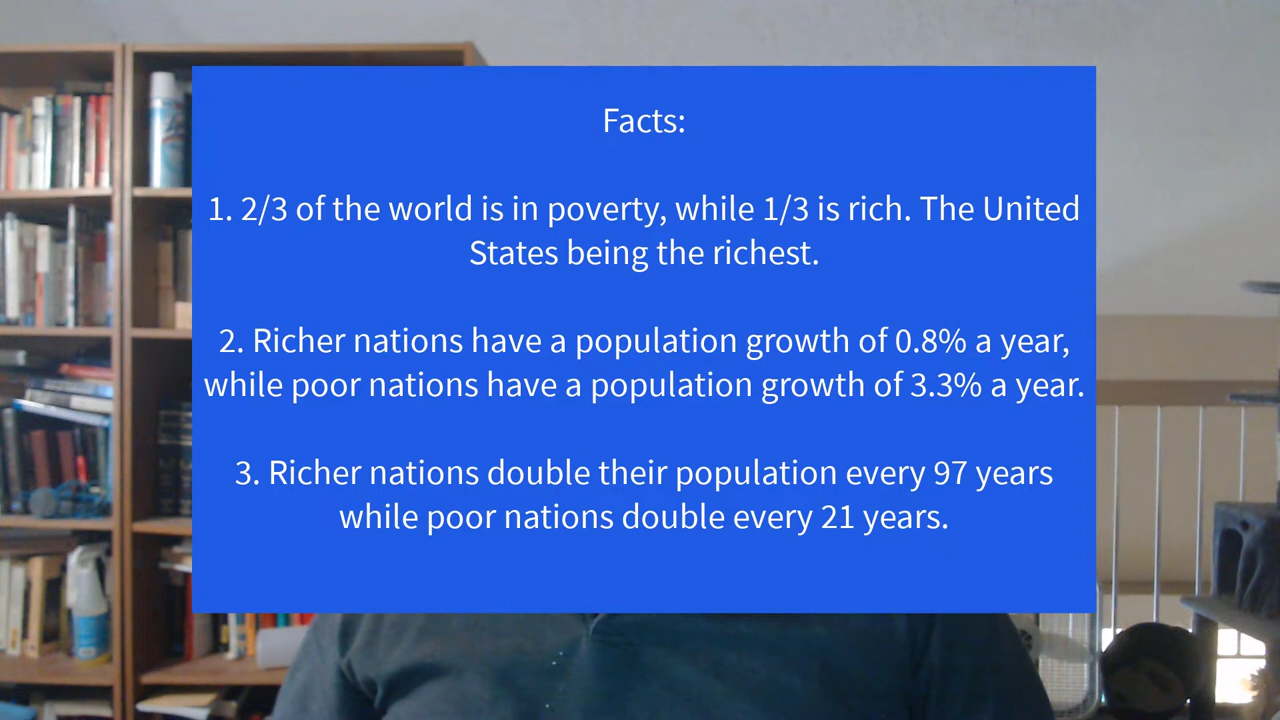 Facts:
1. 2/3 of the world is in poverty, while 1/3 is rich. The United
States being the richest.
2. Richer nations have a population growth of 0.8% a year,
while poor nations have a population growth of 3.3% a year.
3. Richer nations double their population every 97 years
while poor nations double every 21 years.